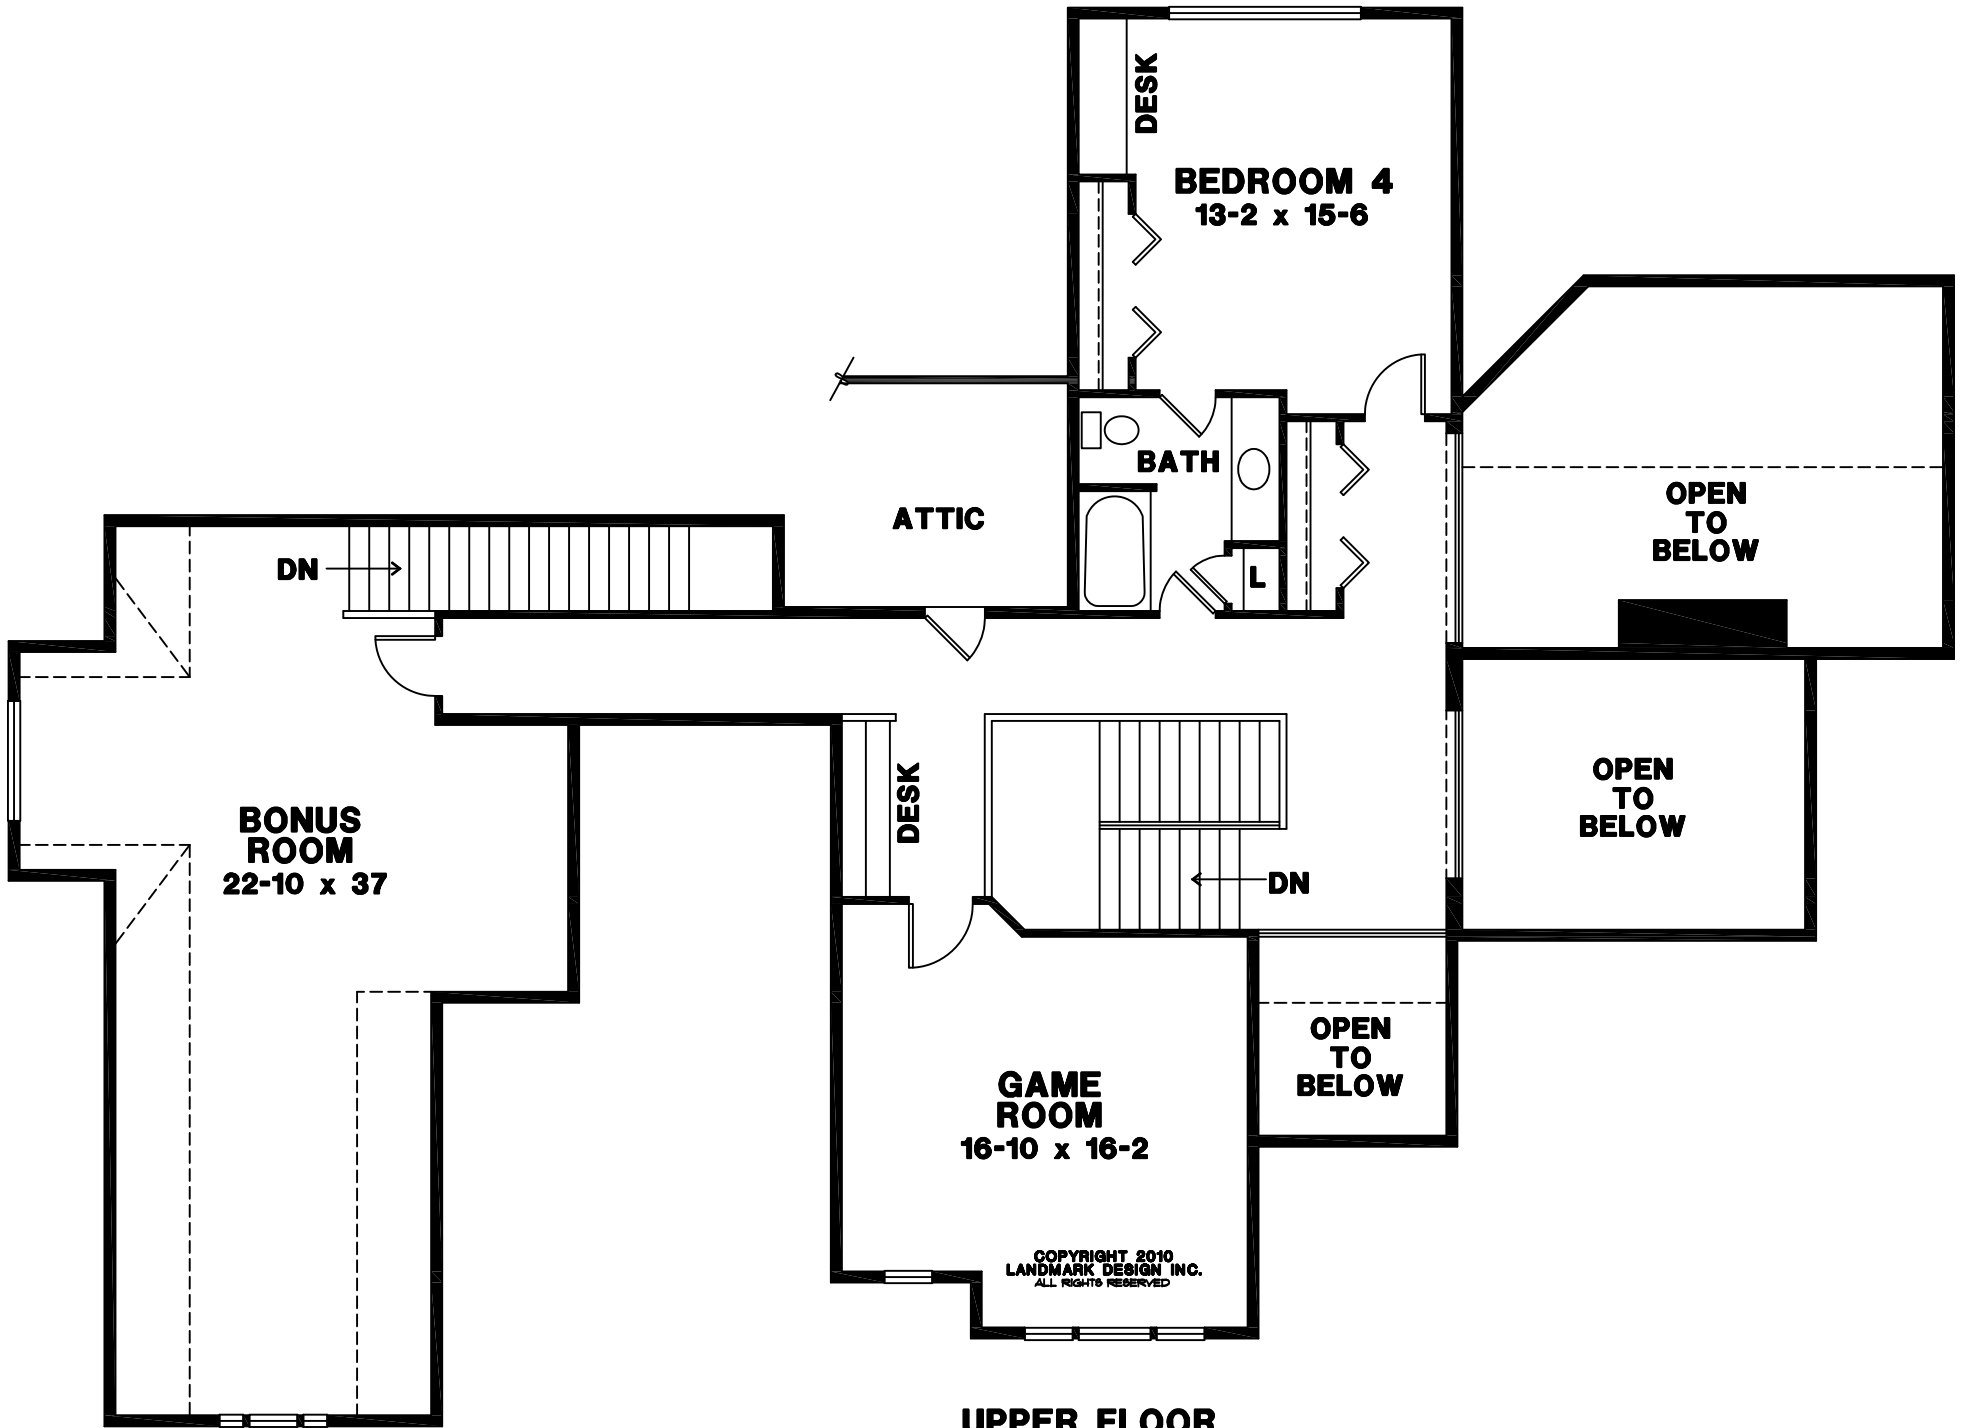 DESK
BEDROOM 4
13-2 x 15-6
BATH
OPEN
TO
BELOW
ATTIC
DN
L
DESK
OPEN
TO
BELOW
BONUS
ROOM
22-10 x 37
DN
OPEN
TO
BELOW
GAME
ROOM
16-10 x 16-2
COPYRIGHT 2010
LANDMARK DESIGN INC.
ALL RIGHTS RESERVED
UPPER FLOOR